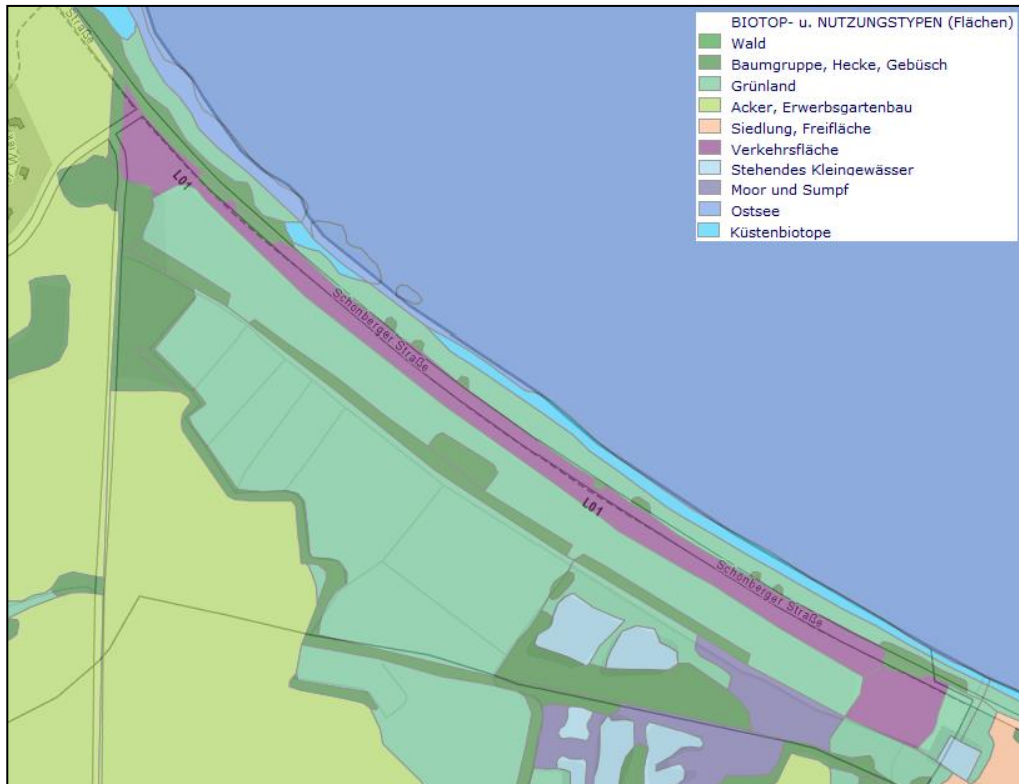 BIOTOP- u. NUTZUNGSTYPEN (Flächen)
Wald
Baumgruppe, Hecke, Gebüsch
Grünland
Acker, Erwerbsgartenbau
Siedlung, Freifläche
Verkehrsfläche
Stehendes Kleingewässer
Moor und Sumpf
Ostsee
Küstenbiotope
Straße
L01
Schönberger Straße
L01
Schönberger Straße